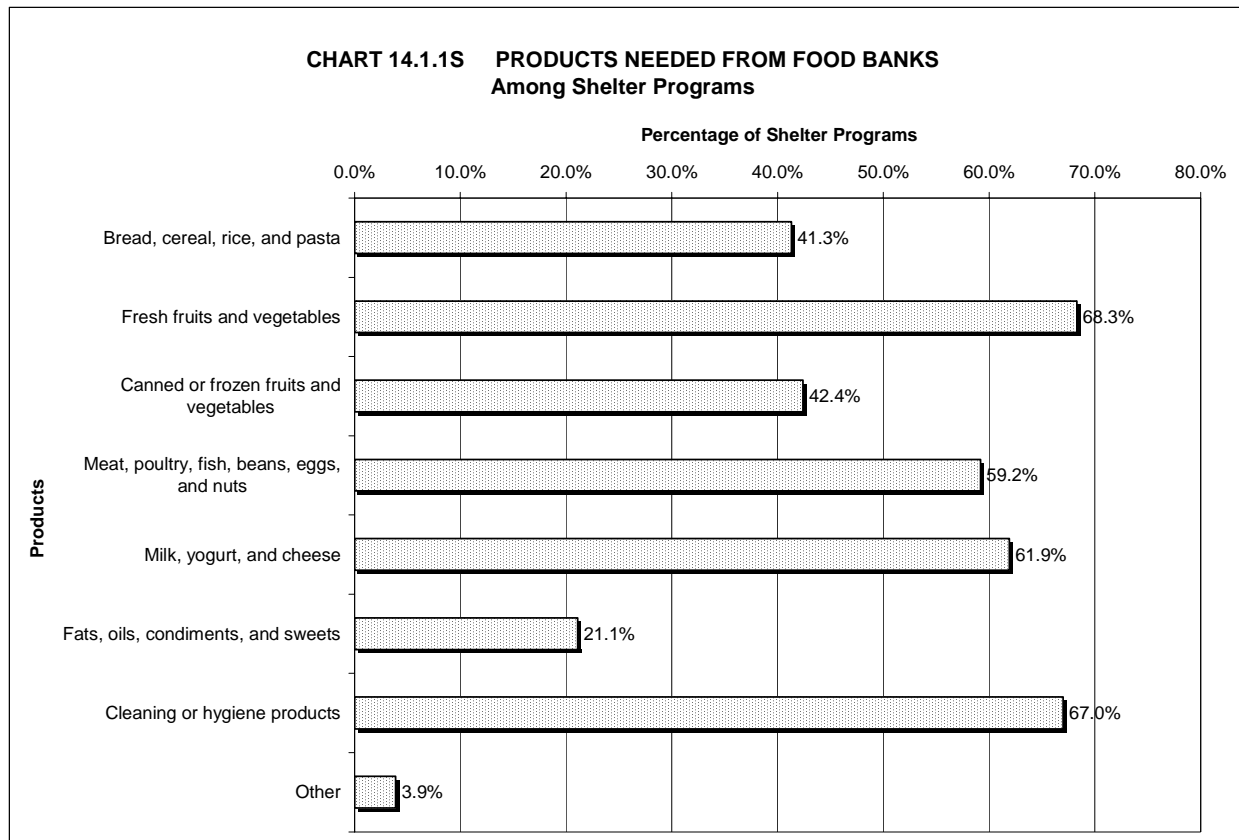 CHART 14.1.1S PRODUCTS NEEDED FROM FOOD BANKS
Among Shelter Programs
Percentage of Shelter Programs
0.0% 10.0% 20.0% 30.0% 40.0% 50.0% 60.0% 70.0% 80.0%
Products
Bread, cereal, rice, and pasta
41.3%
Fresh fruits and vegetables
68.3%
Canned or frozen fruits and
vegetables
42.4%
Meat, poultry, fish, beans, eggs,
and nuts
59.2%
Milk, yogurt, and cheese
61.9%
Fats, oils, condiments, and sweets
21.1%
Cleaning or hygiene products
67.0%
Other
3.9%